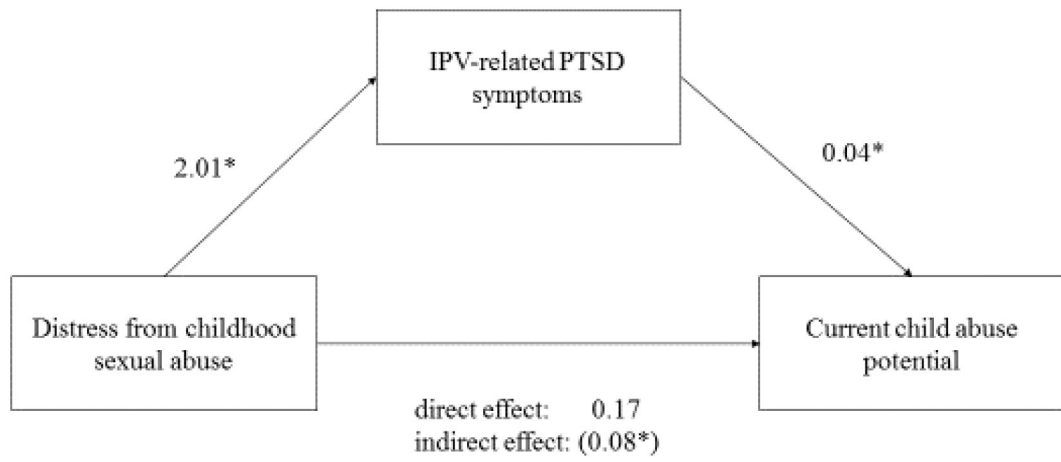 IPV-related PTSD
symptoms
2.01*
0.04*
Distress from childhood
sexual abuse
Current child abuse
potential
direct effect: 0.17
indirect effect: (0.08*)